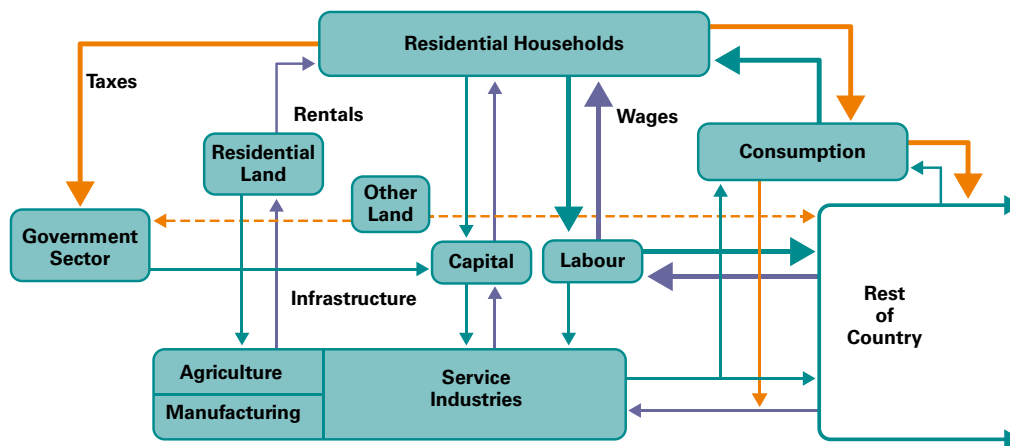 Residential Households
Taxes
Rentals
Wages
Residential
Land
Consumption
Other
Land
Government
Sector
Capital
Labour
Infrastructure
Rest
of
Country
Agriculture
Manufacturing
Service
Industries